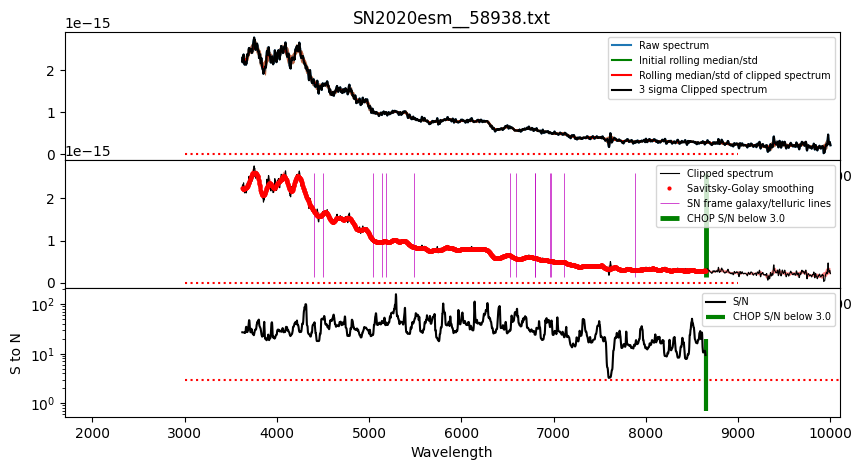 SN2020esm__58938.txt
1e−15
Raw spectrum
Initial rolling median/std
Rolling median/std of clipped spectrum
3 sigma Clipped spectrum
2
1
0
1e−15
00
Clipped spectrum
Savitsky-Golay smoothing
SN frame galaxy/telluric lines
CHOP S/N below 3.0
2
1
0
00
S/N
CHOP S/N below 3.0
10²
10¹
10⁰
S to N
2000 3000 4000 5000 6000 7000 8000 9000 10000
Wavelength